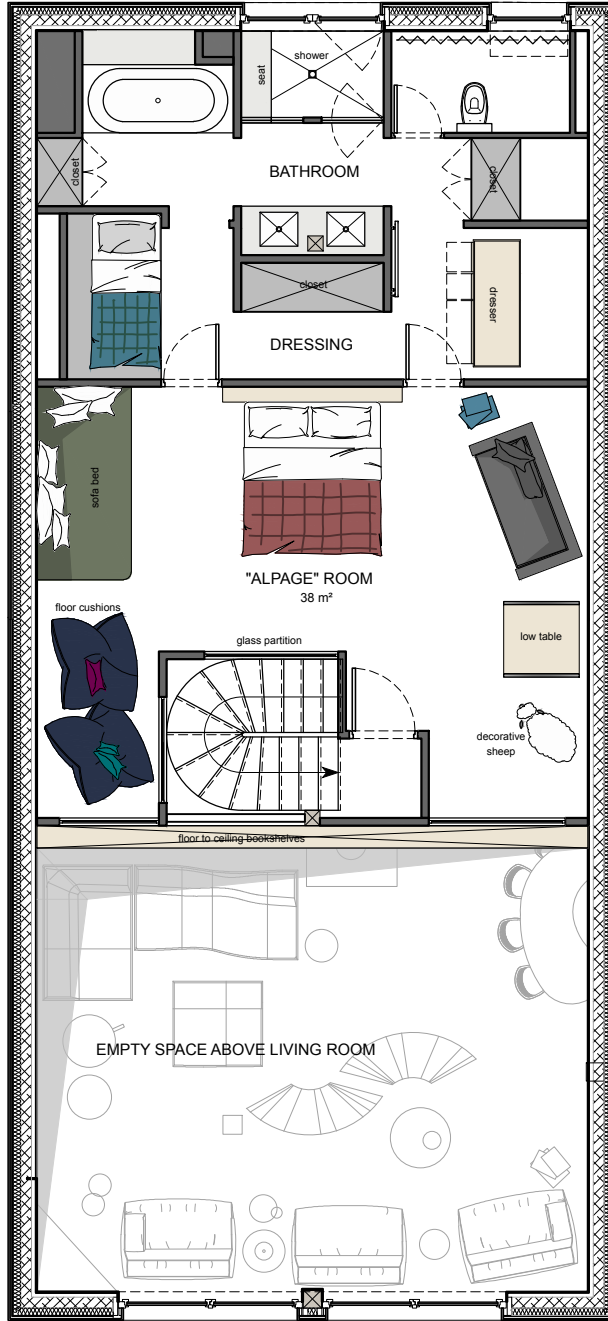 shower
seat
closet
BATHROOM
closet
closet
dresser
DRESSING
sofa bed
"ALPAGE" ROOM
38 m²
floor cushions
glass partition
low table
decorative
sheep
floor to ceiling bookshelves
EMPTY SPACE ABOVE LIVING ROOM